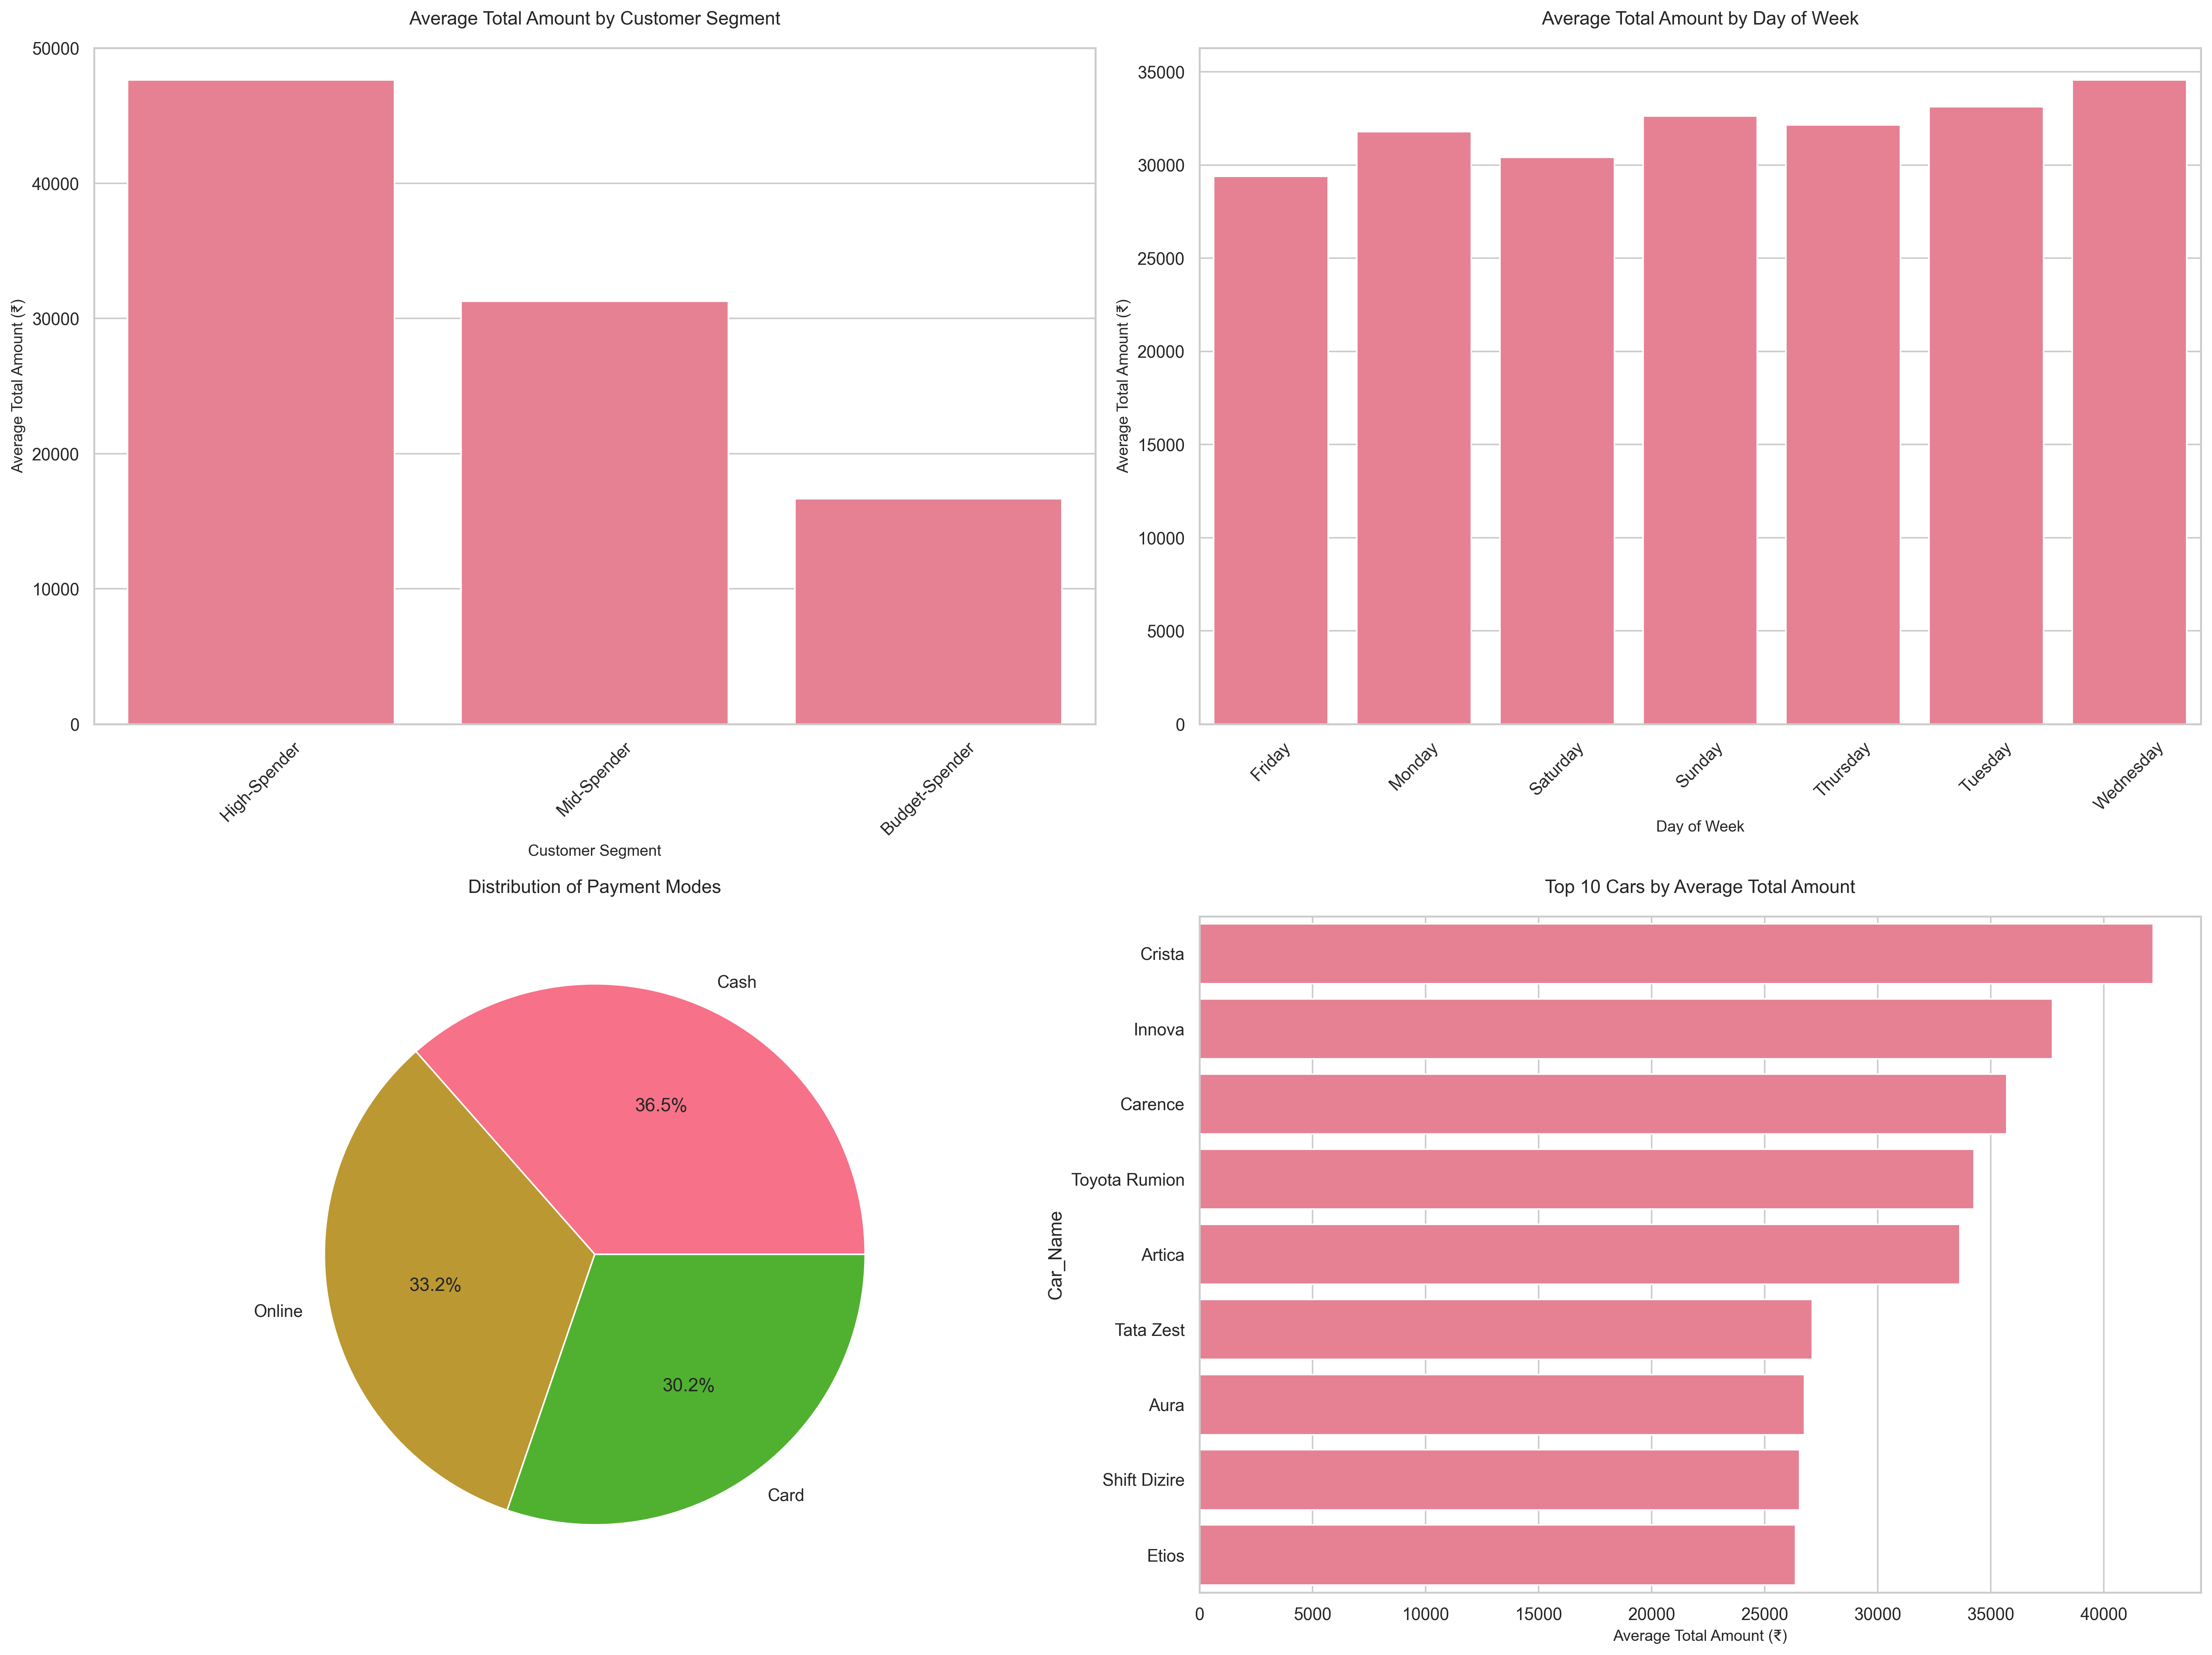 Average Total Amount by Customer Segment
50000
40000
30000
20000
10000
0
Average Total Amount (₹)
High-Spender
Mid-Spender
Budget-Spender
Customer Segment
Average Total Amount by Day of Week
35000
30000
25000
20000
15000
10000
5000
0
Average Total Amount (₹)
Friday
Monday
Saturday
Sunday
Thursday
Tuesday
Wednesday
Day of Week
Distribution of Payment Modes
Cash
36.5%
Online
33.2%
Card
30.2%
Top 10 Cars by Average Total Amount
Car_Name
Crista
Innova
Carence
Toyota Rumion
Artica
Tata Zest
Aura
Shift Dizire
Etios
0
5000
10000
15000
20000
25000
30000
35000
40000
Average Total Amount (₹)